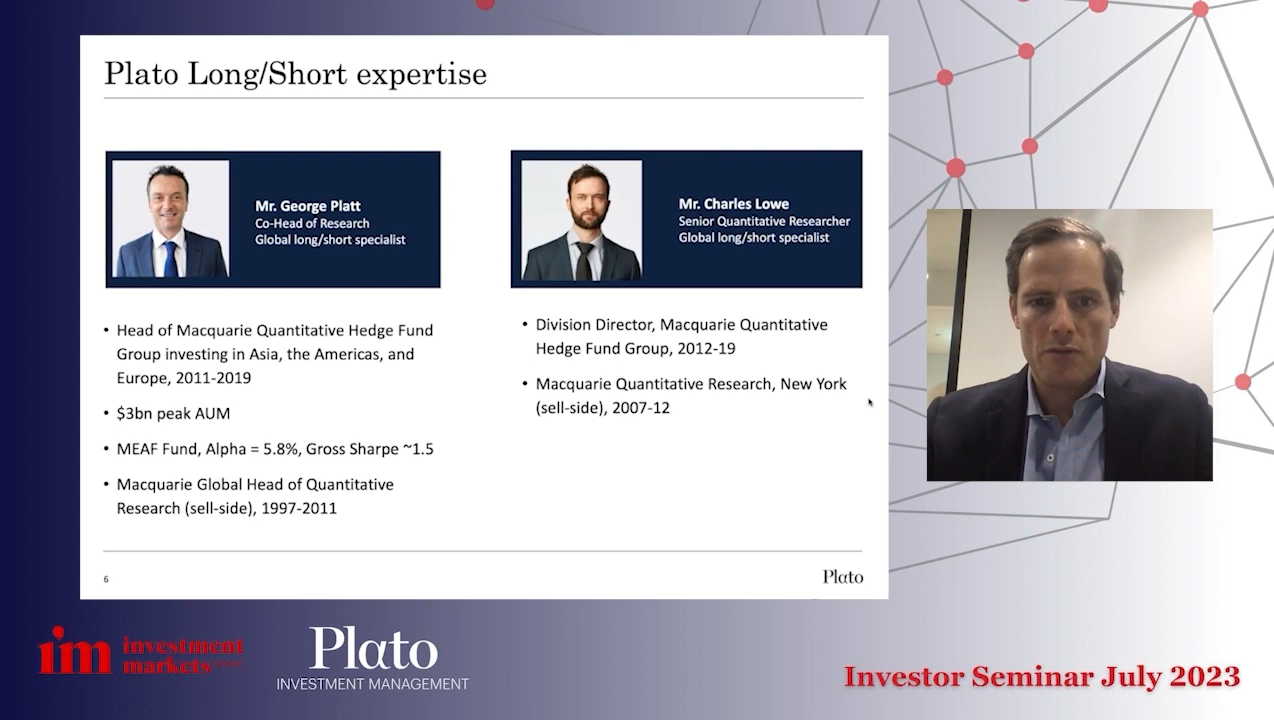 Plato Long/Short expertise
Mr. George Platt
Co-Head of Research
Global long/short specialist
Mr. Charles Lowe
Senior Quantitative Researcher
Global long/short specialist
• Head of Macquarie Quantitative Hedge Fund
Group investing in Asia, the Americas, and
Europe, 2011-2019
• $3bn peak AUM
• MEAF Fund, Alpha = 5.8%, Gross Sharpe ~1.5
• Macquarie Global Head of Quantitative
Research (sell-side), 1997-2011
• Division Director, Macquarie Quantitative
Hedge Fund Group, 2012-19
• Macquarie Quantitative Research, New York
(sell-side), 2007-12
6
Plato
i'm investment
markets
Plato
INVESTMENT MANAGEMENT
Investor Seminar July 2023